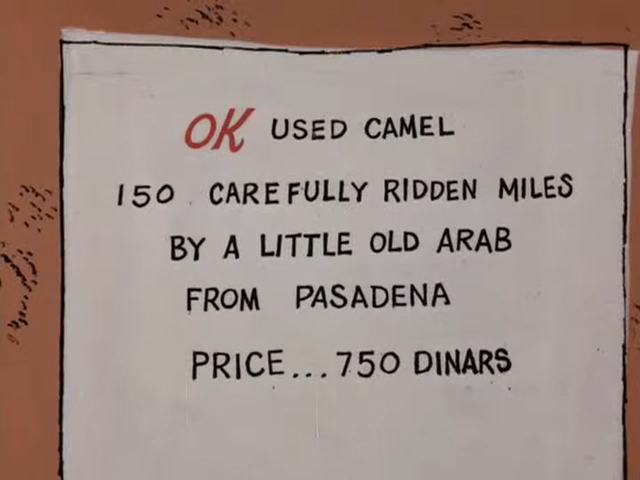 OK USED CAMEL
150 CAREFULLY RIDDEN MILES
BY A LITTLE OLD ARAB
FROM PASADENA
PRICE...750 DINARS